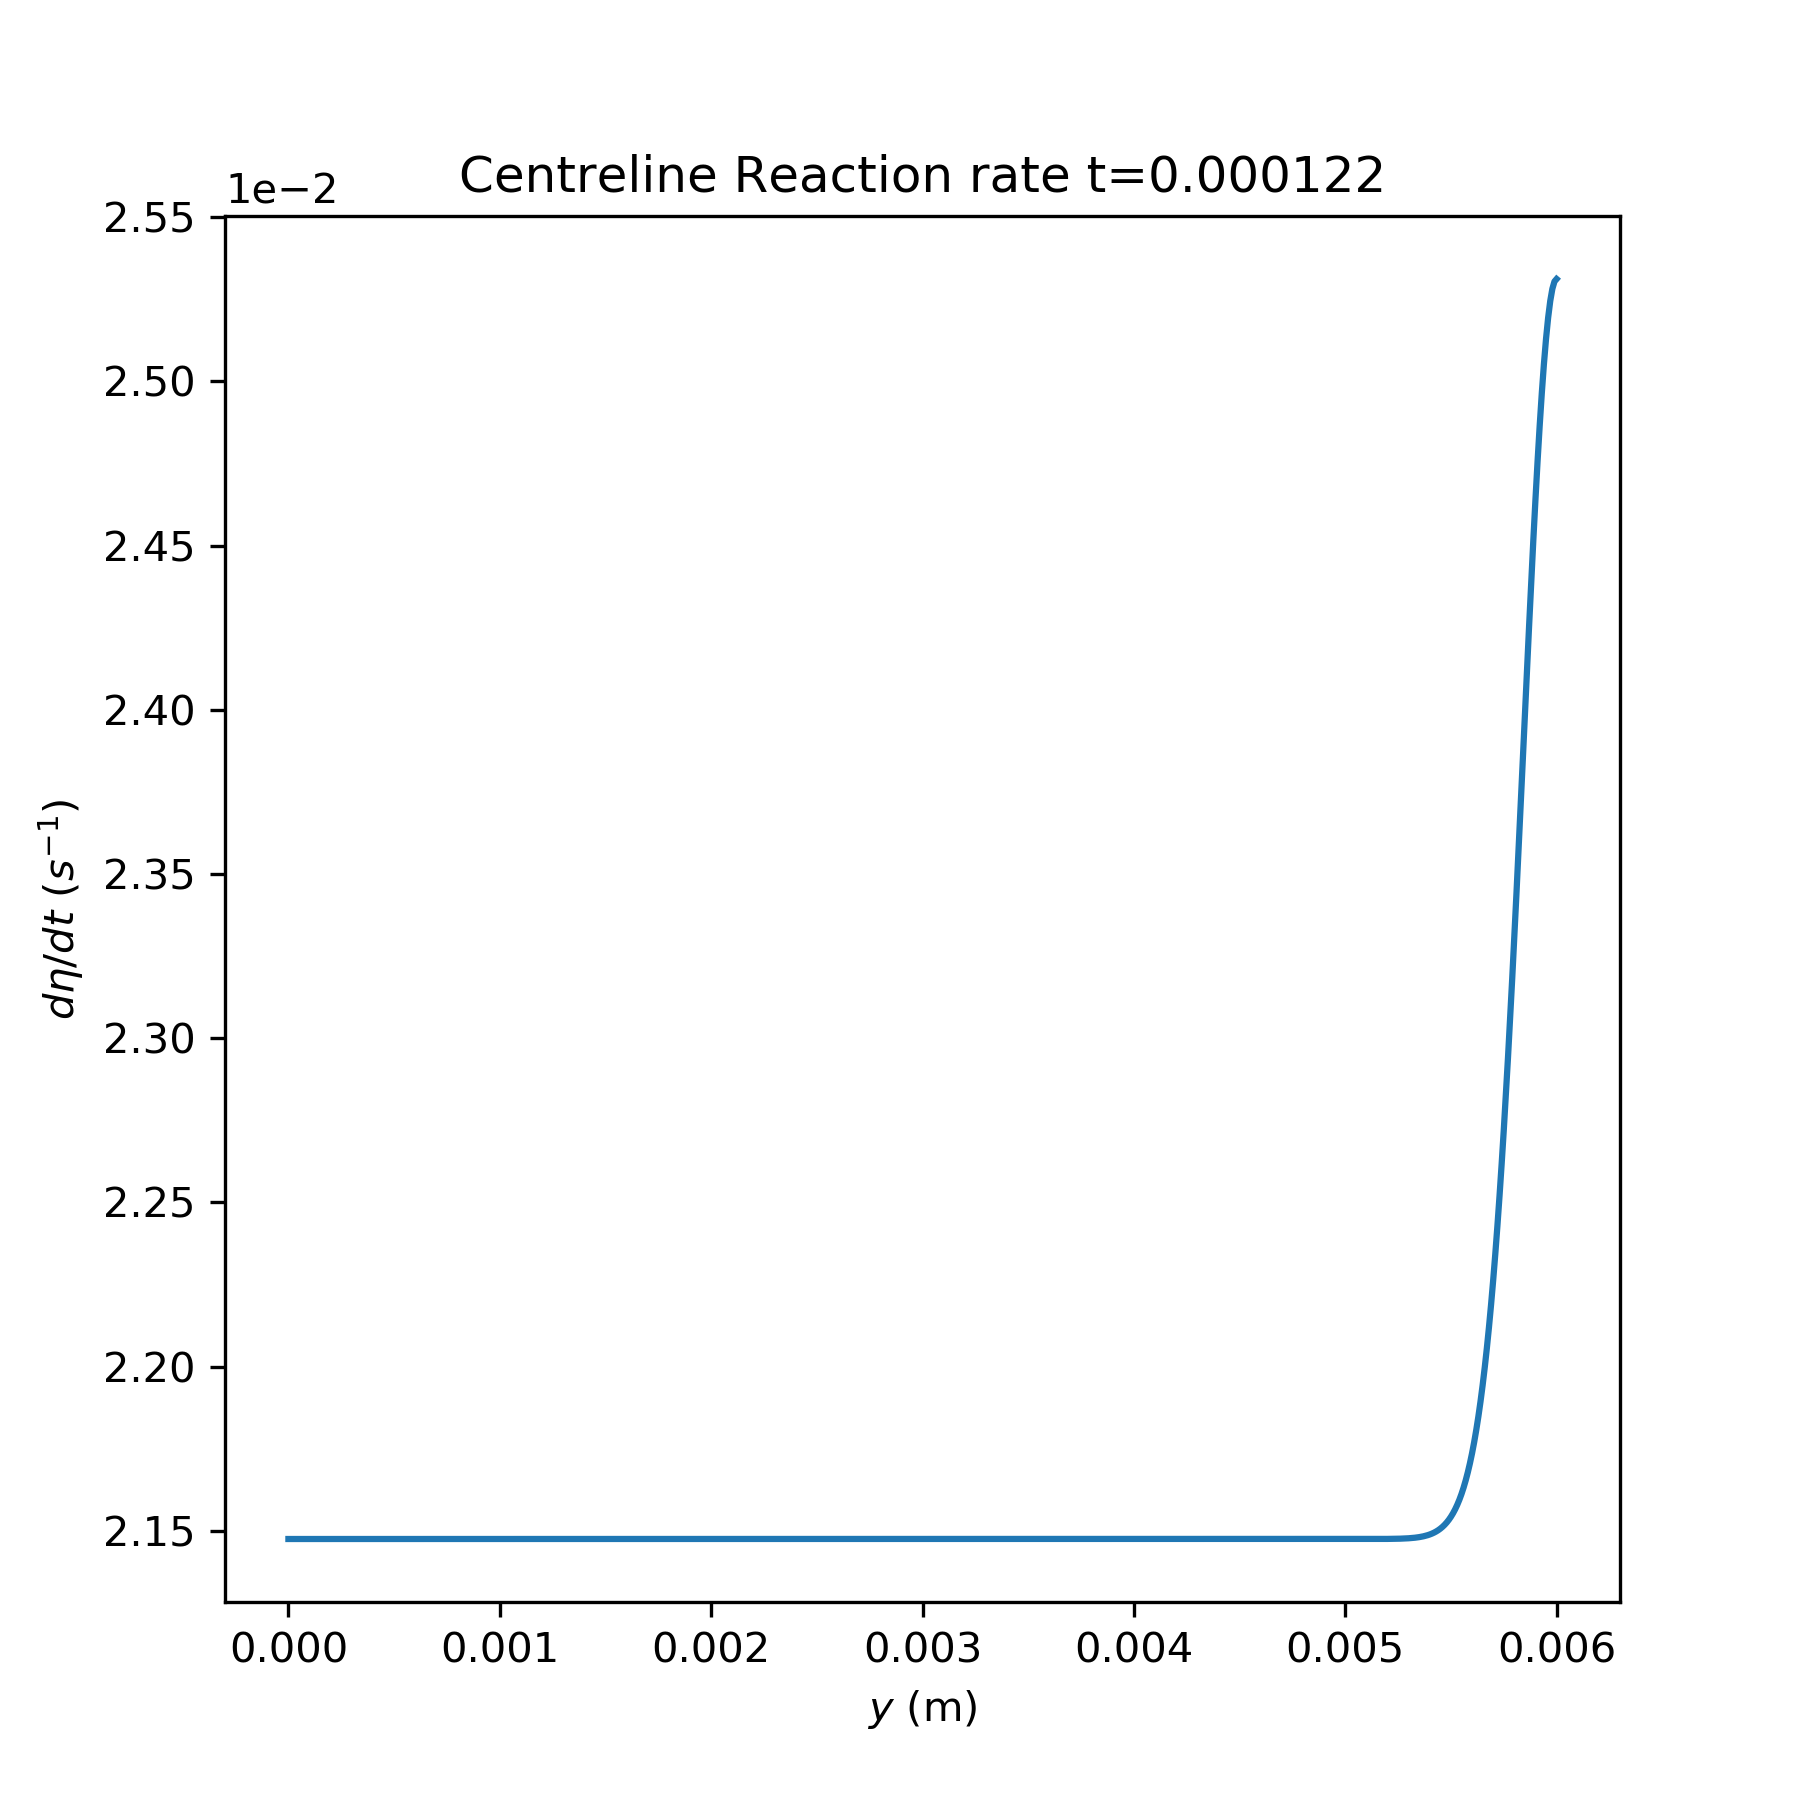 Centreline Reaction rate t=0.000122
1e−2
2.55
2.50
2.45
2.40
2.35
2.30
2.25
2.20
2.15
dη/dt (s⁻¹)
0.000 0.001 0.002 0.003 0.004 0.005 0.006
y (m)